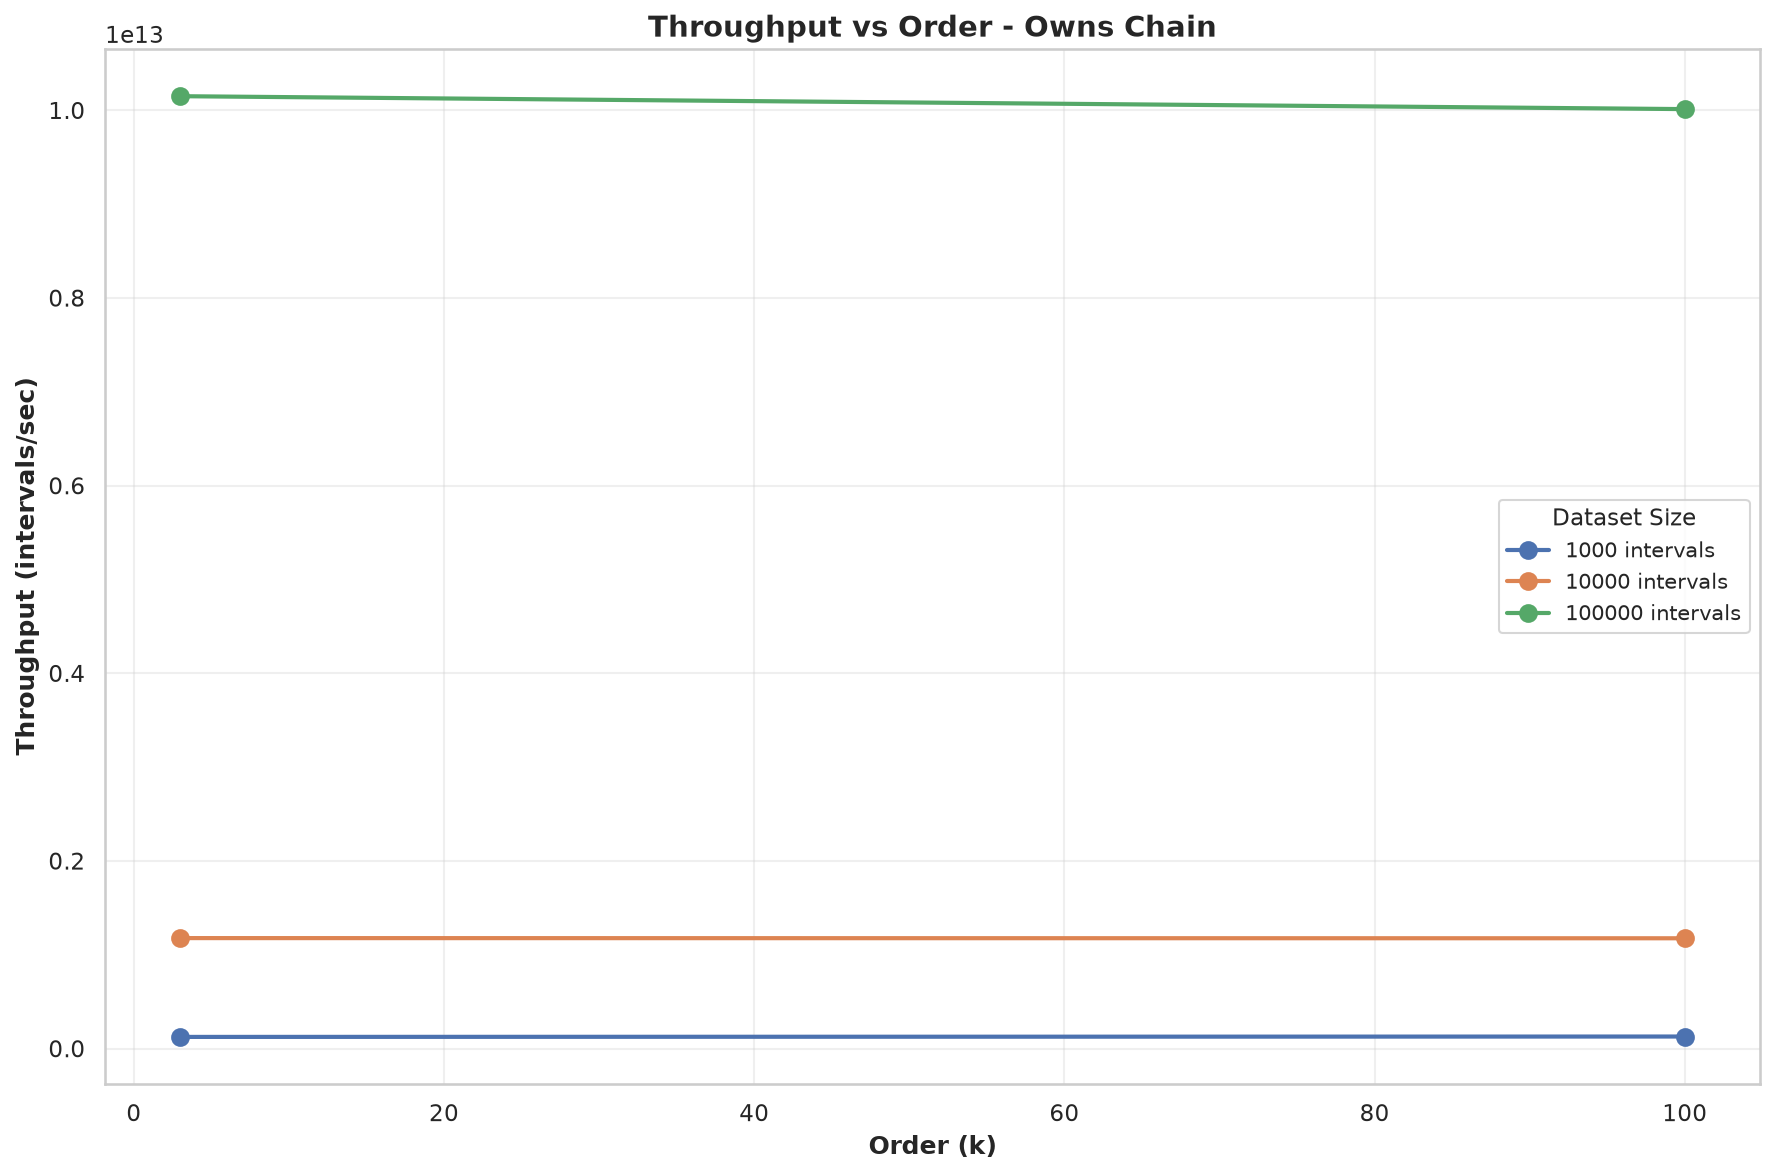 Throughput vs Order - Owns Chain
1e13
1.0
0.8
0.6
0.4
0.2
0.0
Throughput (intervals/sec)
Dataset Size
1000 intervals
10000 intervals
100000 intervals
0 20 40 60 80 100
Order (k)